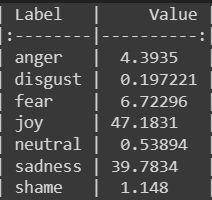 | Label    |     Value |
|:---------|----------:|
| anger    |  4.3935   |
| disgust  |  0.197221 |
| fear     |  6.72296  |
| joy      | 47.1831   |
| neutral  |  0.53894  |
| sadness  | 39.7834   |
| shame    |  1.148    |